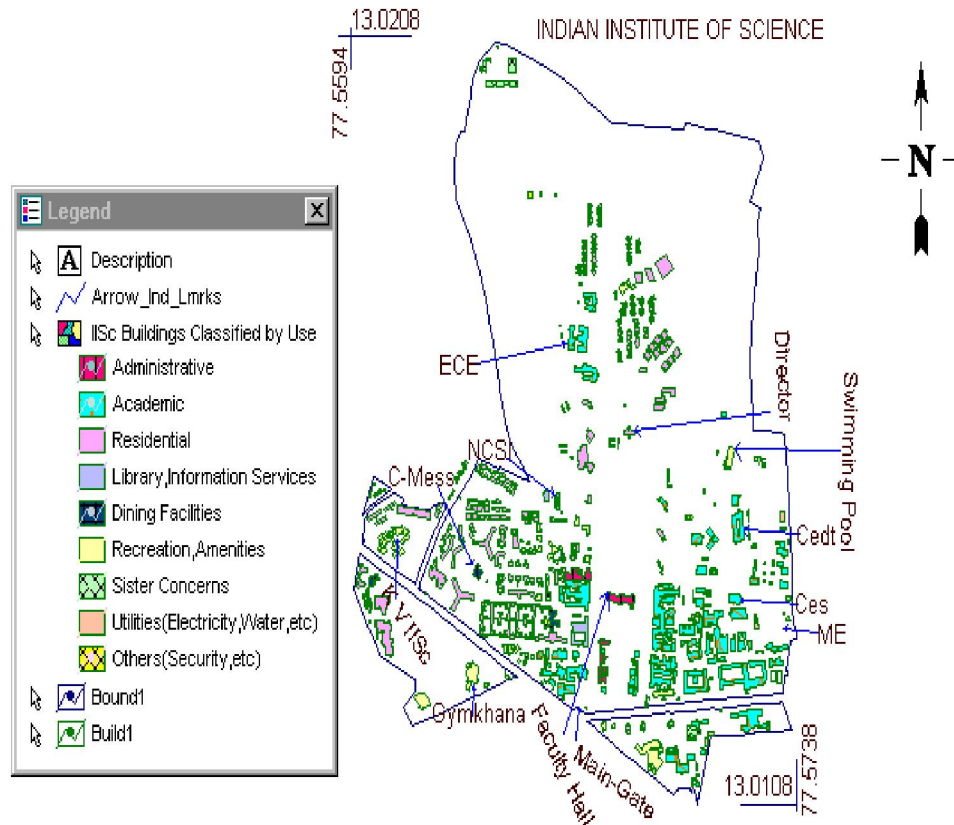 13.0208
77.5594
INDIAN INSTITUTE OF SCIENCE
N
Legend
A Description
Arrow_Ind_Lmrks
IISc Buildings Classified by Use
Administrative
Academic
Residential
Library,Information Services
Dining Facilities
Recreation,Amenities
Sister Concerns
Utilities(Electricity,Water,etc)
Others(Security,etc)
Bound1
Build1
ECE
Director
Swimming Pool
NCSI
C-Mess
Cedt
K V IISc
Ces
ME
Gymkhana
Faculty Hall
Main-Gate
13.0108
77.5738